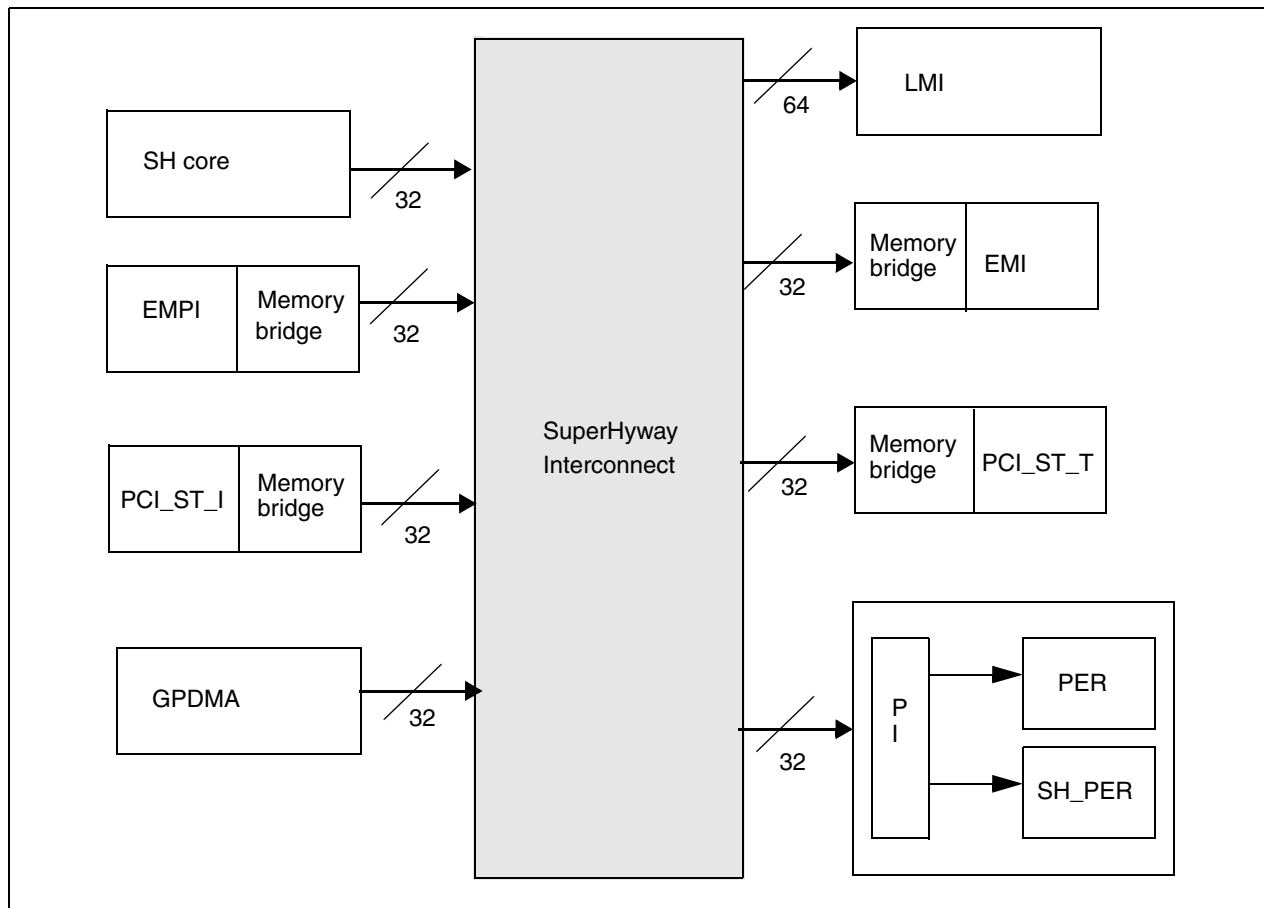 SH core
32
EMPI
Memory
bridge
32
PCI_ST_I
Memory
bridge
32
GPDMA
32
SuperHyway
Interconnect
64
LMI
32
Memory
bridge
EMI
32
Memory
bridge
PCI_ST_T
32
P
I
PER
SH_PER